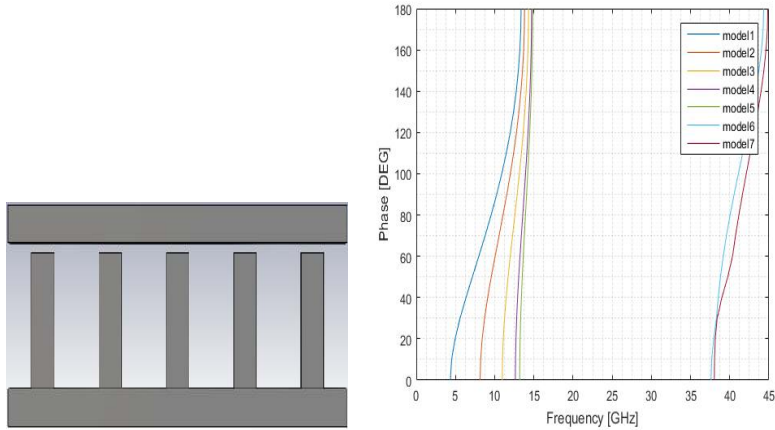 180
160
140
120
100
80
60
40
20
0
Phase [DEG]
model1
model2
model3
model4
model5
model6
model7
0 5 10 15 20 25 30 35 40 45
Frequency [GHz]